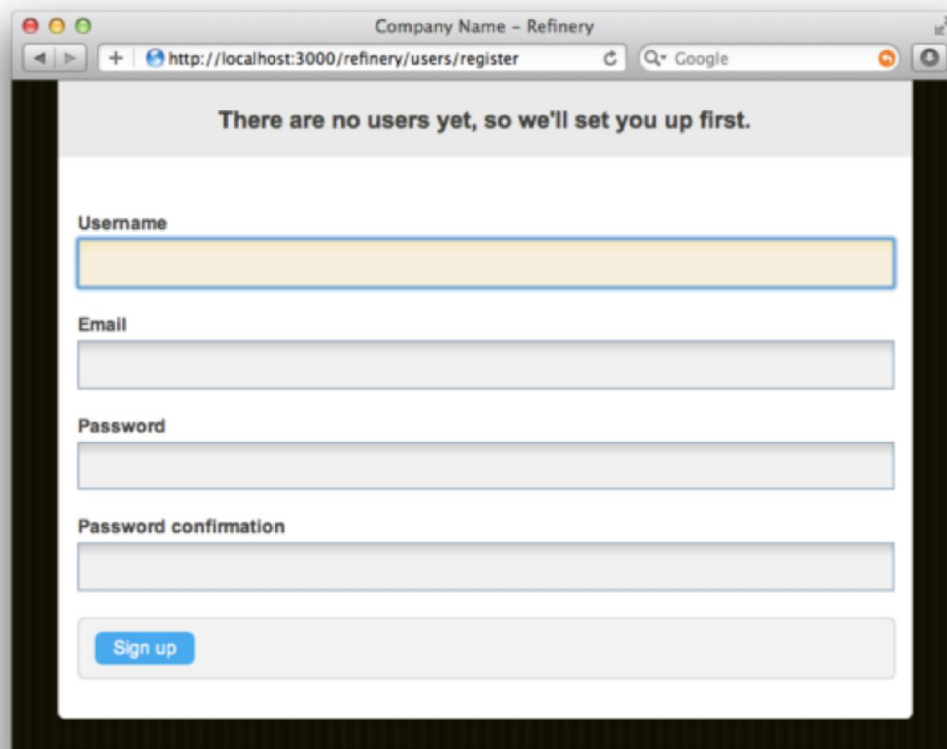 Company Name – Refinery
http://localhost:3000/refinery/users/register
Google
There are no users yet, so we'll set you up first.
Username
Email
Password
Password confirmation
Sign up